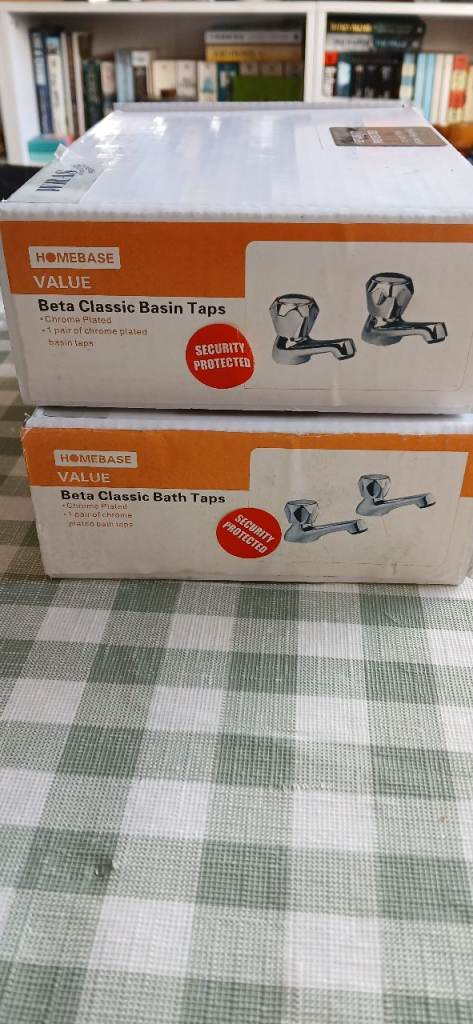 WRAS
HOMEBASE
VALUE
Beta Classic Basin Taps
• Chrome Plated
• 1 pair of chrome plated
basin taps
SECURITY
PROTECTED
HOMEBASE
VALUE
Beta Classic Bath Taps
• Chrome Plated
• 1 pair of chrome
plated bath taps
SECURITY
PROTECTED